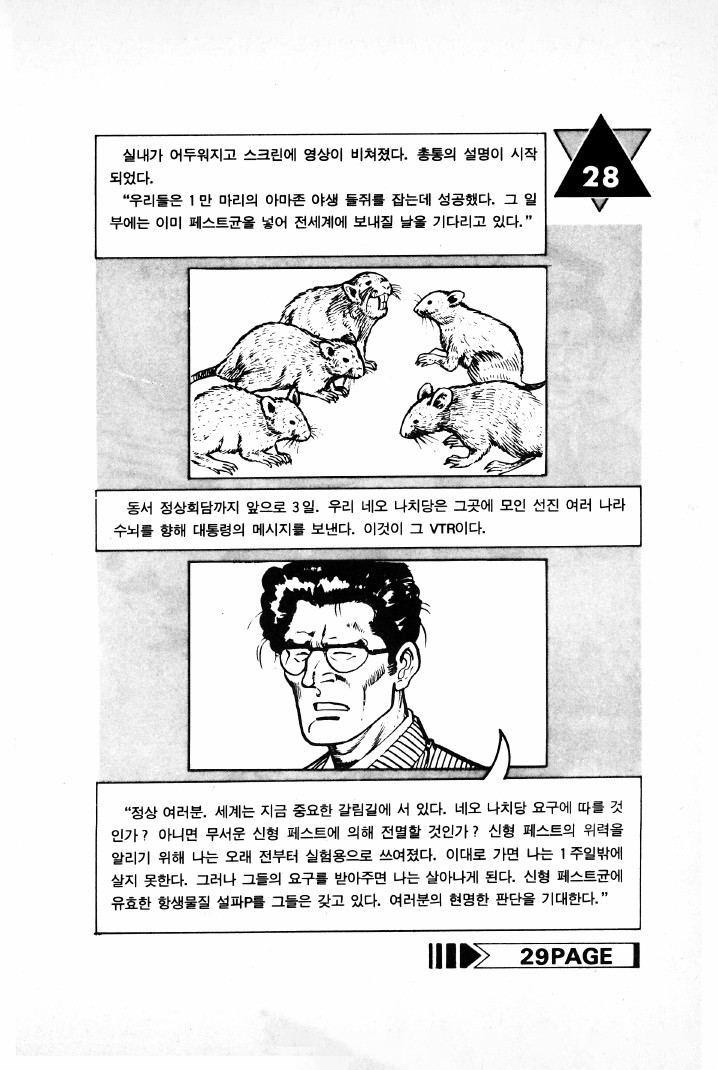 28
실내가 어두워지고 스크린에 영상이 비쳐졌다. 총통의 설명이 시작
되었다.
“우리들은 1만 마리의 아마존 야생 들쥐를 잡는데 성공했다. 그 일
부에는 이미 페스트균을 넣어 전세계에 보내질 날을 기다리고 있다.”
동서 정상회담까지 앞으로 3일. 우리 네오 나치당은 그곳에 모인 선진 여러 나라
수뇌를 향해 대통령의 메시지를 보낸다. 이것이 그 VTR이다.
“정상 여러분. 세계는 지금 중요한 갈림길에 서 있다. 네오 나치당 요구에 따를 것
인가? 아니면 무서운 신형 페스트에 의해 전멸할 것인가? 신형 페스트의 위력을
알리기 위해 나는 오래 전부터 실험용으로 쓰여졌다. 이대로 가면 나는 1주일밖에
살지 못한다. 그러나 그들의 요구를 받아주면 나는 살아나게 된다. 신형 페스트균에
유효한 항생물질 설파P를 그들은 갖고 있다. 여러분의 현명한 판단을 기대한다.”
29PAGE